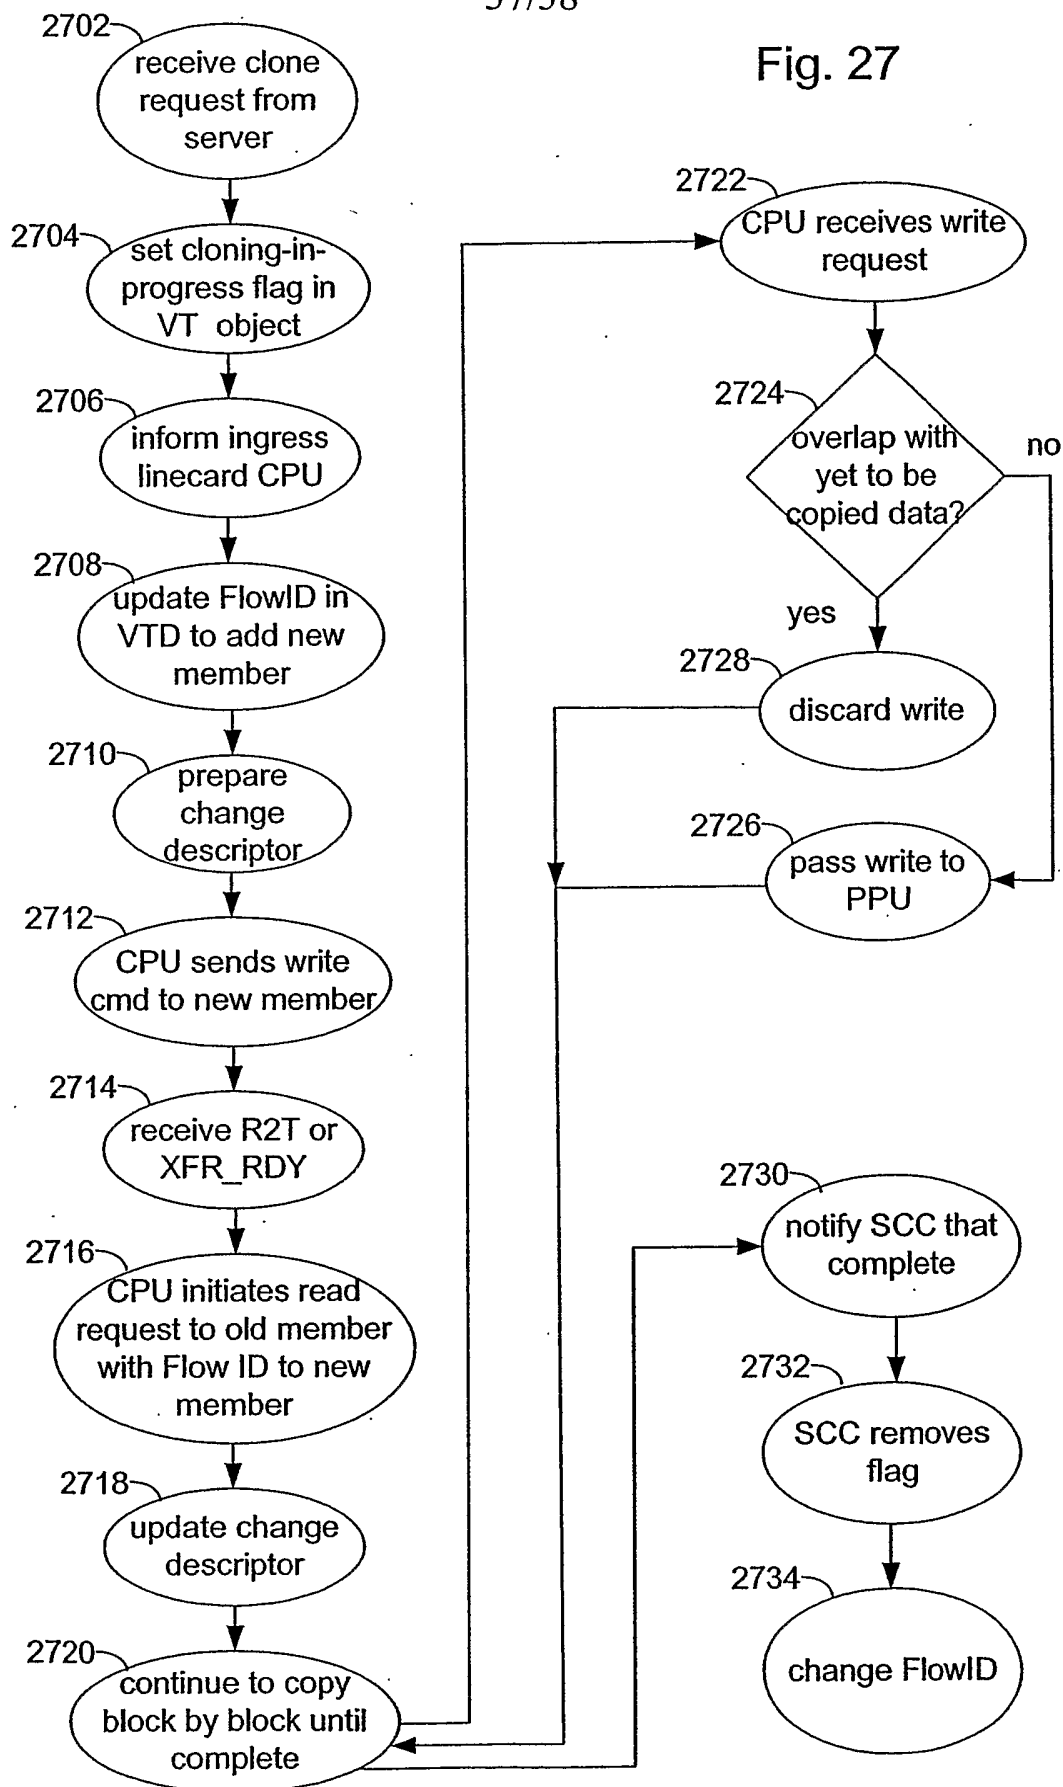 37/38
Fig. 27
2702
receive clone
request from
server
2704
set cloning-in-
progress flag in
VT object
2706
inform ingress
linecard CPU
2708
update FlowID in
VTD to add new
member
2710
prepare
change
descriptor
2712
CPU sends write
cmd to new member
2714
receive R2T or
XFR_RDY
2716
CPU initiates read
request to old member
with Flow ID to new
member
2718
update change
descriptor
2720
continue to copy
block by block until
complete
2722
CPU receives write
request
2724
overlap with
yet to be
copied data?
no
yes
2728
discard write
2726
pass write to
PPU
2730
notify SCC that
complete
2732
SCC removes
flag
2734
change FlowID